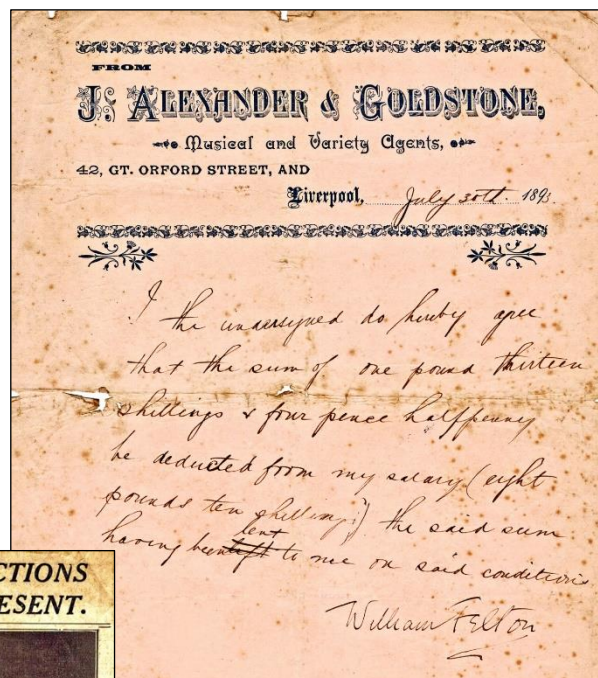 FROM
J. ALEXANDER & GOLDSTONE,
Musical and Variety Agents,
42, GT. ORFORD STREET, AND
Liverpool, July 30th. 1893
I the undersigned do hereby agree
that the sum of one pound thirteen
shillings & four pence halfpenny
be deducted from my salary (eight
pounds ten shillings) the said sum
lent
having been to me on said conditions
William Felton
CTIONS
ESENT.